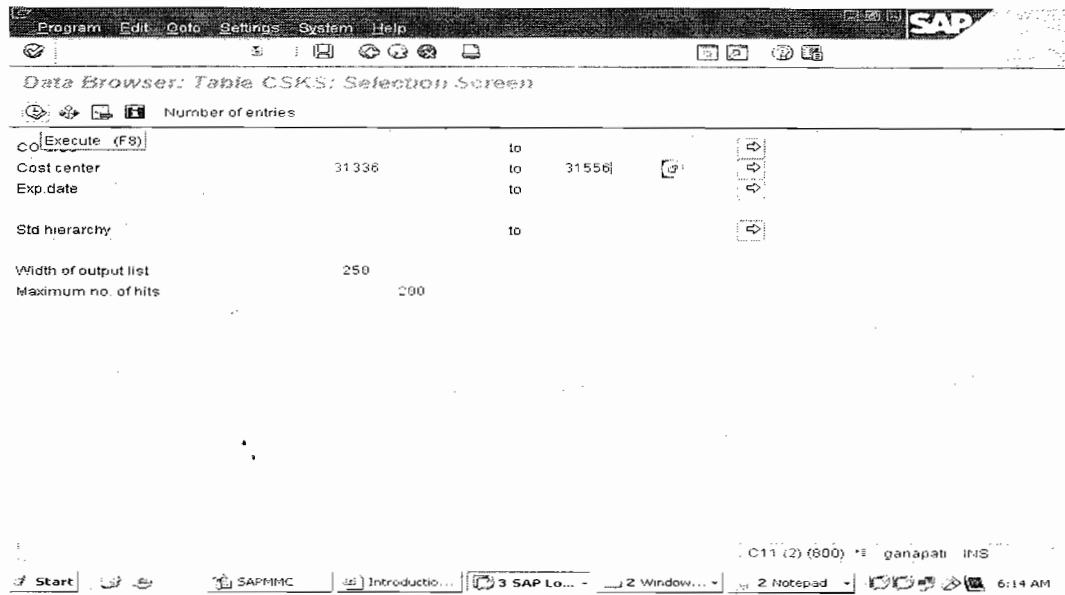 Program Edit Goto Settings System Help
SAP
Data Browser: Table CSKS: Selection Screen
Number of entries
CO
Execute (F8)
to
Cost center 31336 to 31556
Exp.date to
Std hierarchy to
Width of output list 250
Maximum no. of hits 200
C11 (2) (800) ganapati INS
Start SAPMMC Introductio... 3 SAP Lo... 2 Window... 2 Notepad 6:14 AM